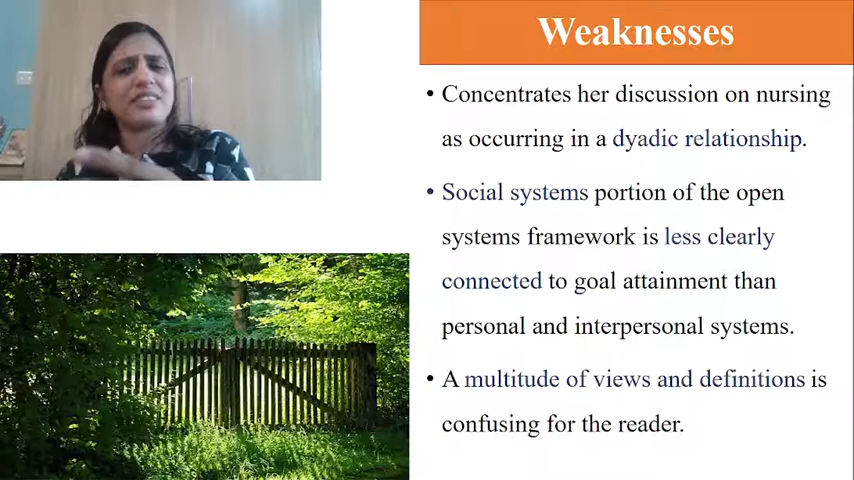 Weaknesses
• Concentrates her discussion on nursing
as occurring in a dyadic relationship.
• Social systems portion of the open
systems framework is less clearly
connected to goal attainment than
personal and interpersonal systems.
• A multitude of views and definitions is
confusing for the reader.